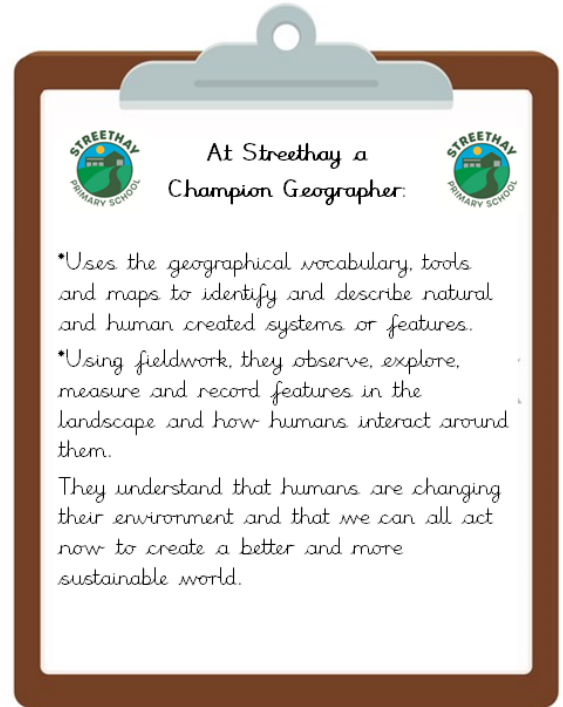 STREETHAY
PRIMARY SCHOOL
At Streethay a
Champion Geographer:
STREETHAY
PRIMARY SCHOOL
*Uses the geographical vocabulary, tools
and maps to identify and describe natural
and human created systems or features.
*Using fieldwork, they observe, explore,
measure and record features in the
landscape and how humans interact around
them.
They understand that humans are changing
their environment and that we can all act
now to create a better and more
sustainable world.